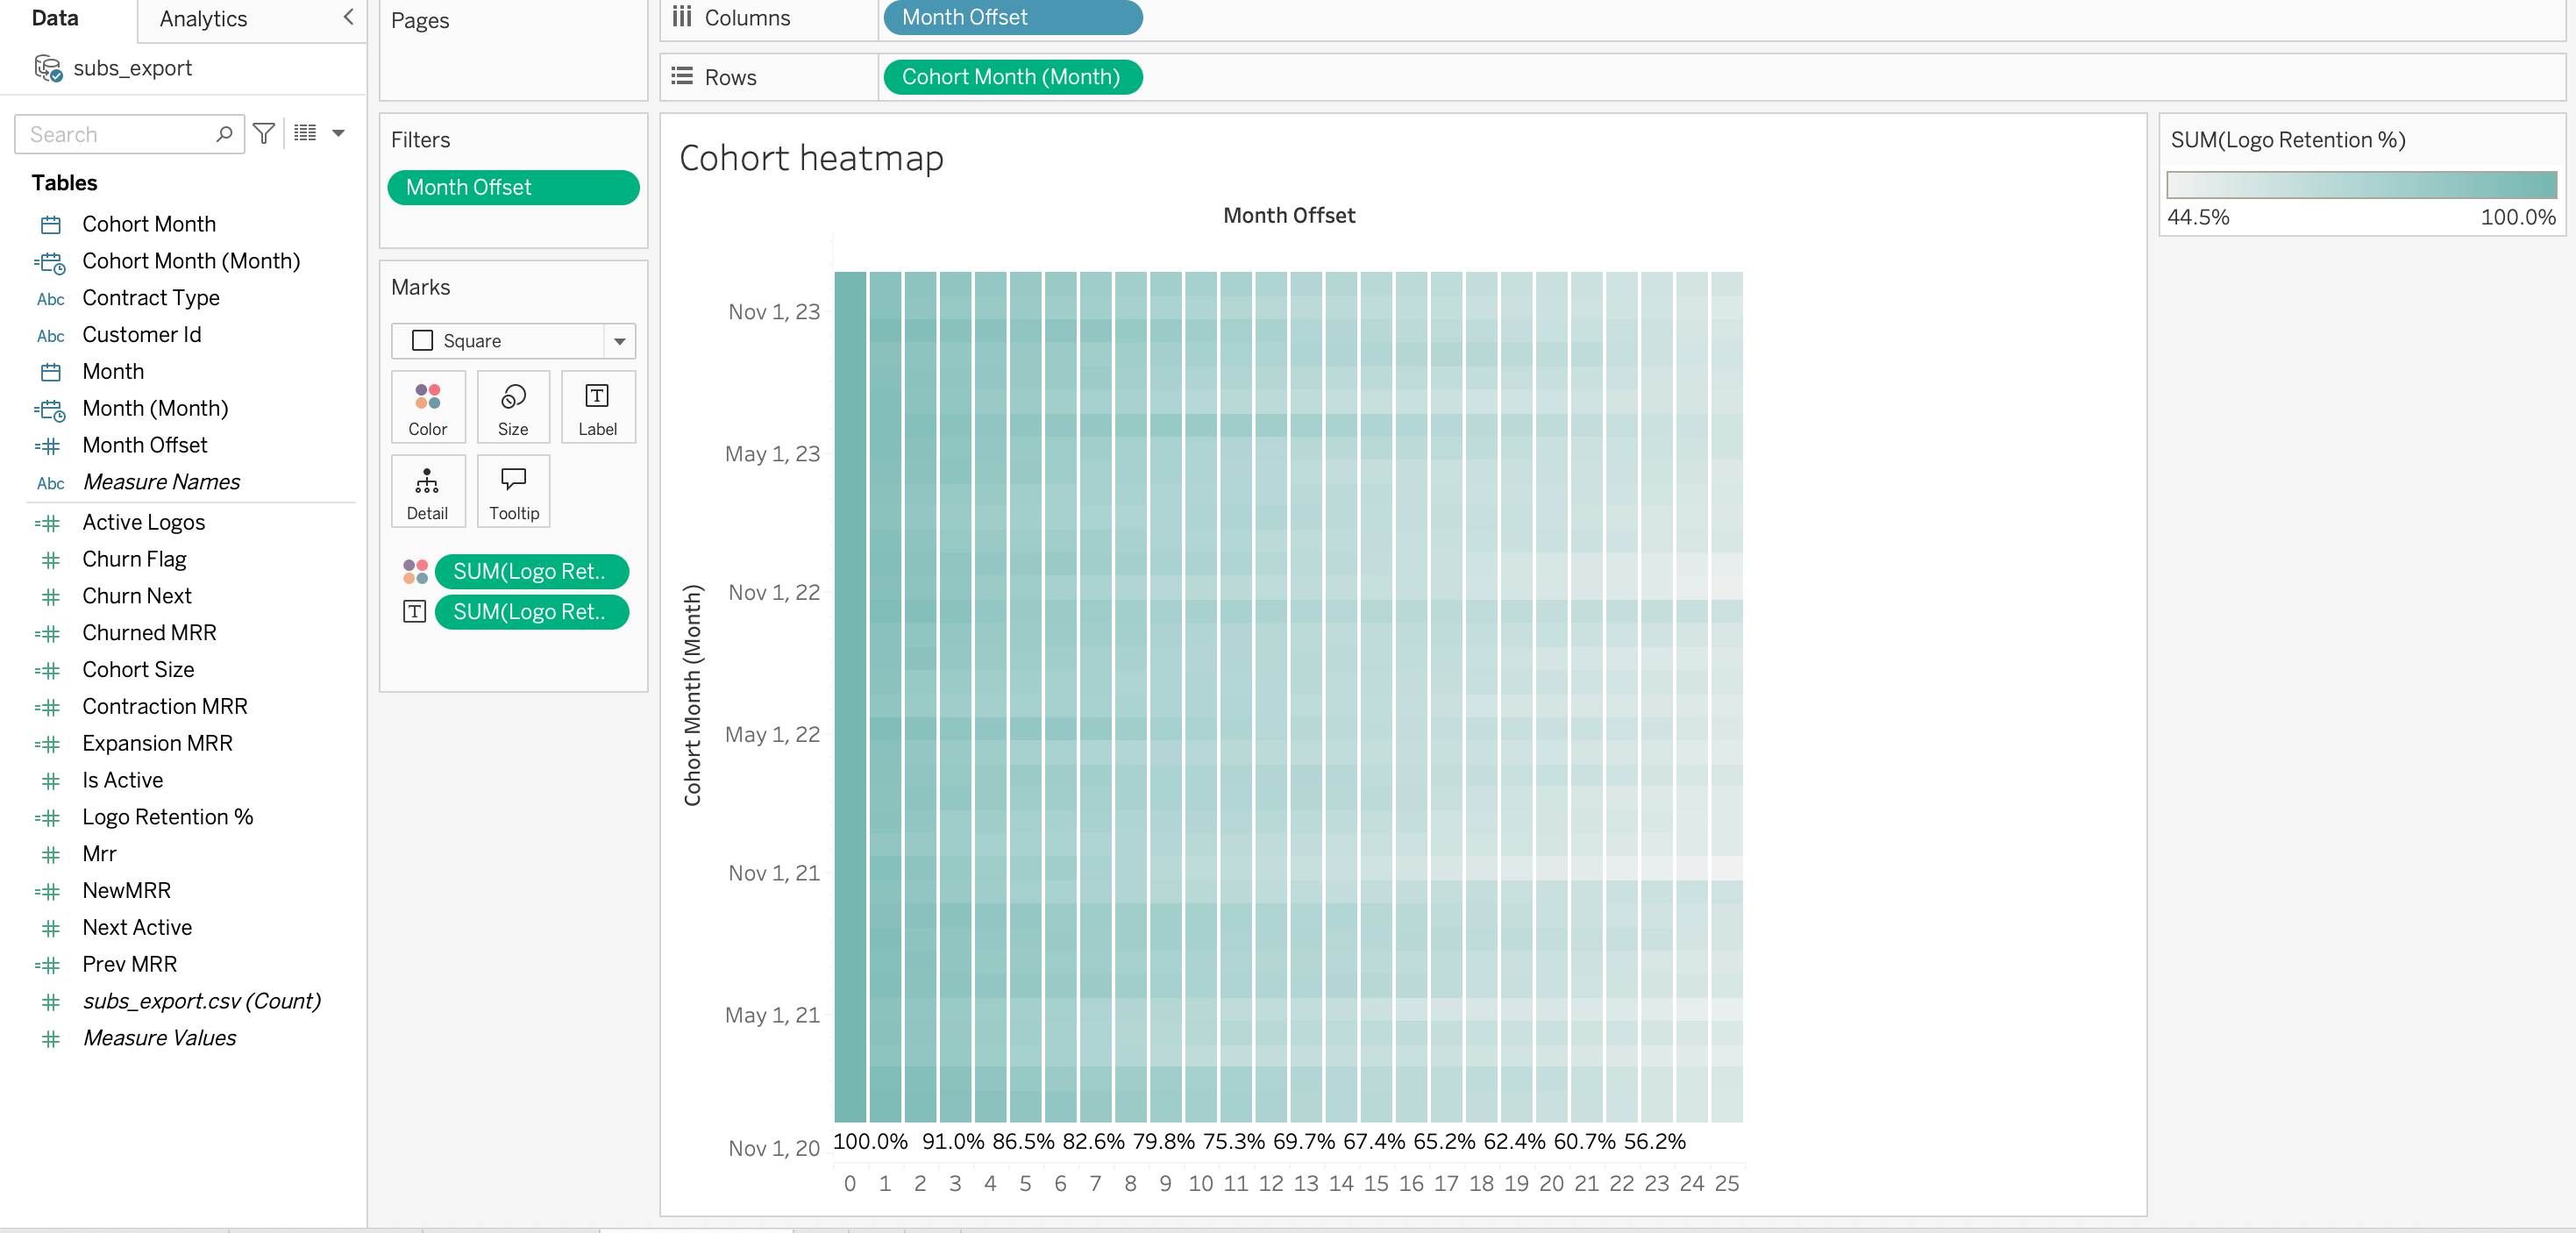 Data
Analytics
subs_export
Search
Tables
Cohort Month
Cohort Month (Month)
Abc Contract Type
Abc Customer Id
Month
Month (Month)
Month Offset
Abc Measure Names
Active Logos
Churn Flag
Churn Next
Churned MRR
Cohort Size
Contraction MRR
Expansion MRR
Is Active
Logo Retention %
Mrr
NewMRR
Next Active
Prev MRR
subs_export.csv (Count)
Measure Values
Pages
Filters
Month Offset
Marks
Square
Color Size Label
Detail Tooltip
SUM(Logo Ret..
SUM(Logo Ret..
Columns Month Offset
Rows Cohort Month (Month)
Cohort heatmap
Month Offset
Cohort Month (Month)
Nov 1, 23
May 1, 23
Nov 1, 22
May 1, 22
Nov 1, 21
May 1, 21
Nov 1, 20
100.0% 91.0% 86.5% 82.6% 79.8% 75.3% 69.7% 67.4% 65.2% 62.4% 60.7% 56.2%
0 1 2 3 4 5 6 7 8 9 10 11 12 13 14 15 16 17 18 19 20 21 22 23 24 25
SUM(Logo Retention %)
44.5% 100.0%